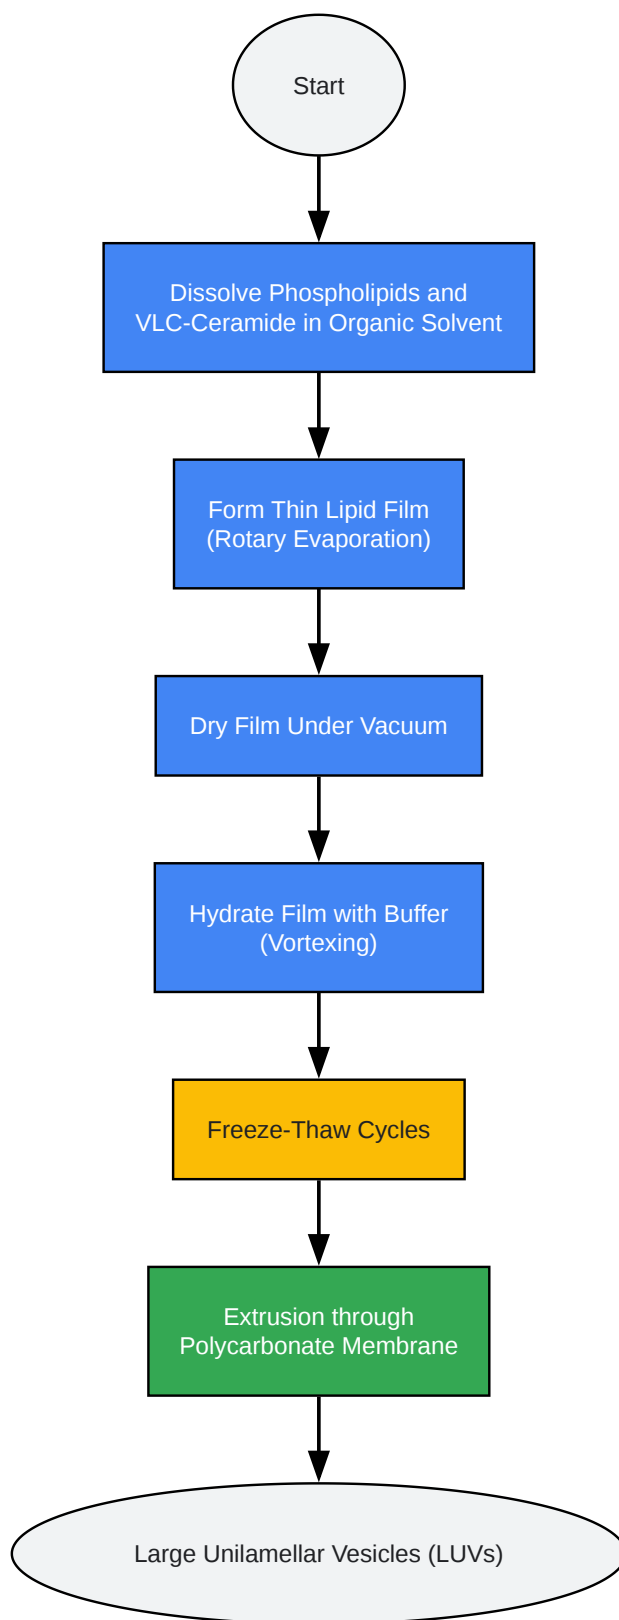 Start
Dissolve Phospholipids and
VLC-Ceramide in Organic Solvent
Form Thin Lipid Film
(Rotary Evaporation)
Dry Film Under Vacuum
Hydrate Film with Buffer
(Vortexing)
Freeze-Thaw Cycles
Extrusion through
Polycarbonate Membrane
Large Unilamellar Vesicles (LUVs)